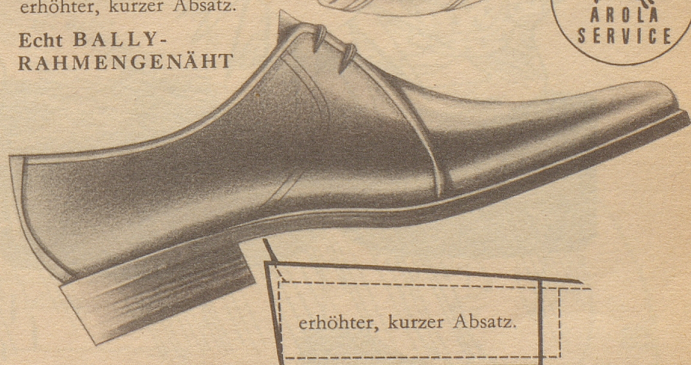 erhöhter, kurzer Absatz.
Echt BALLY-
RAHMENGENÄHT
AROLA
SERVICE
erhöhter, kurzer Absatz.